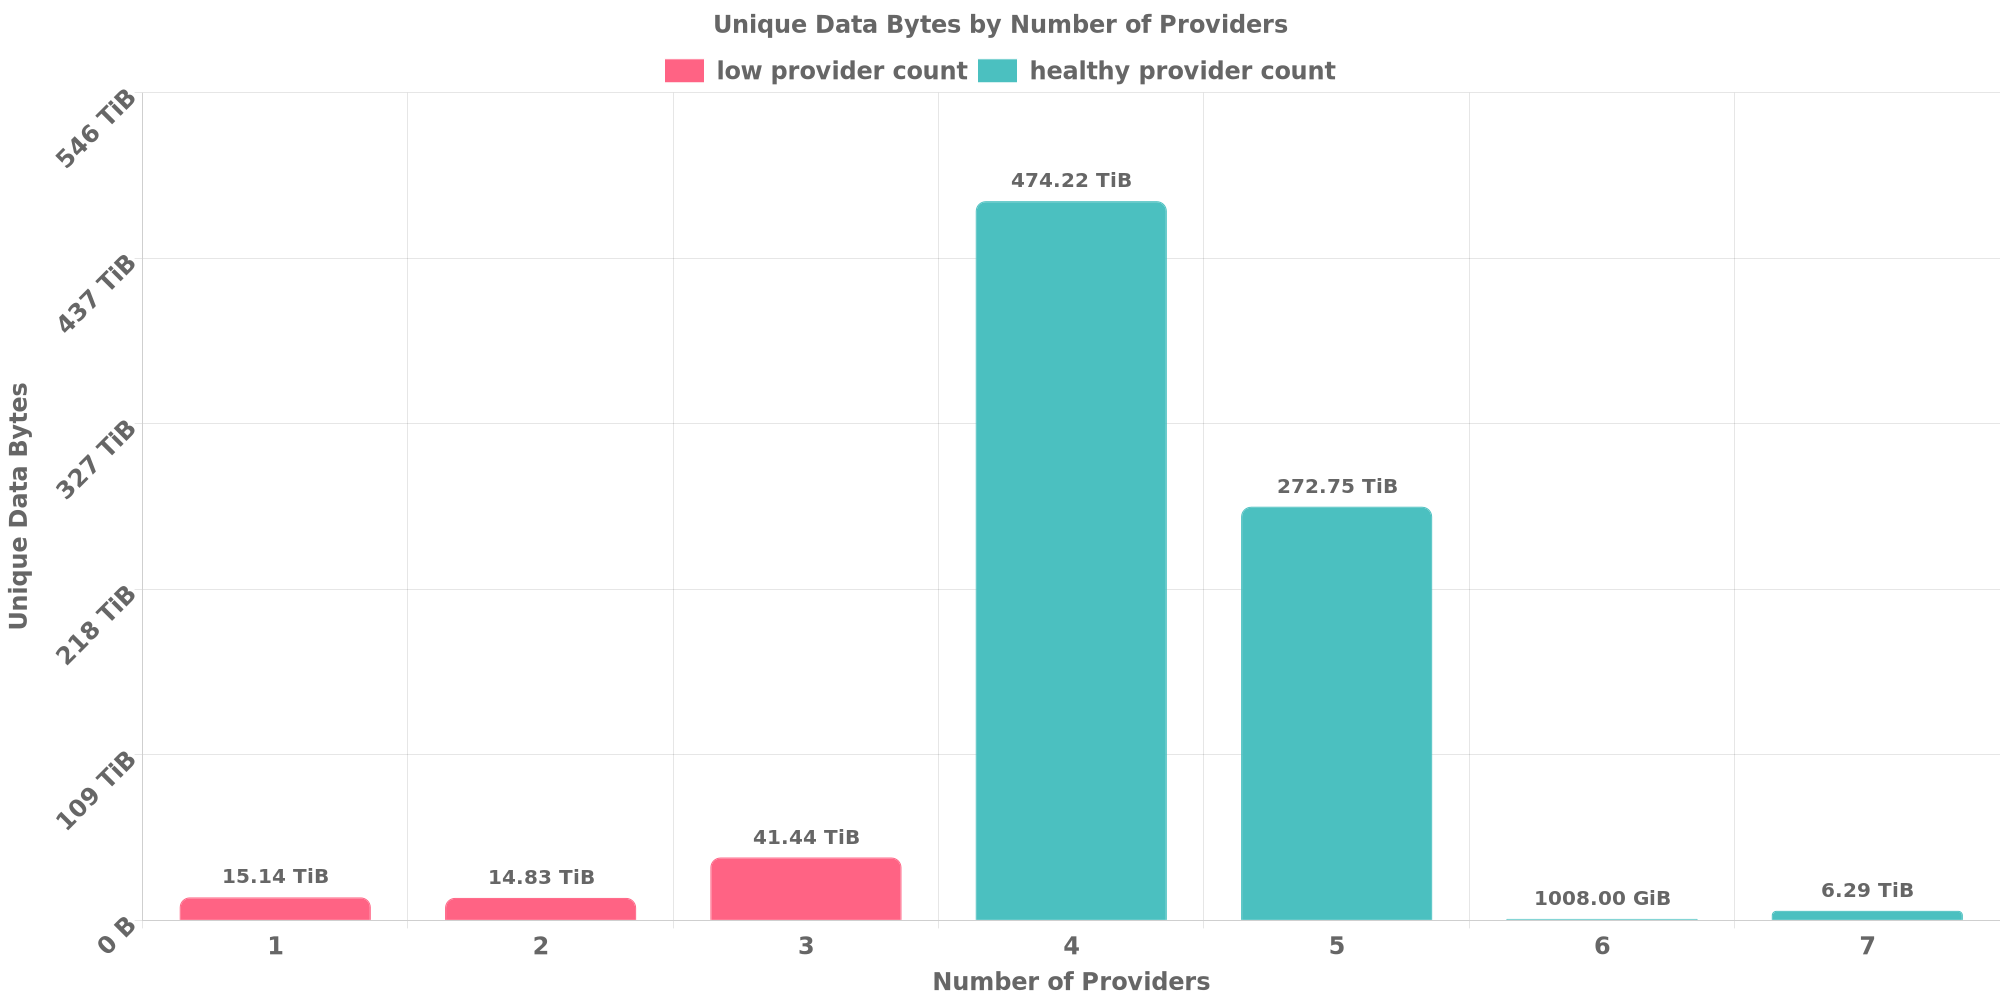 Unique Data Bytes by Number of Providers
low provider count healthy provider count
546 TiB
437 TiB
327 TiB
218 TiB
109 TiB
0 B
Unique Data Bytes
15.14 TiB
14.83 TiB
41.44 TiB
474.22 TiB
272.75 TiB
1008.00 GiB
6.29 TiB
1 2 3 4 5 6 7
Number of Providers